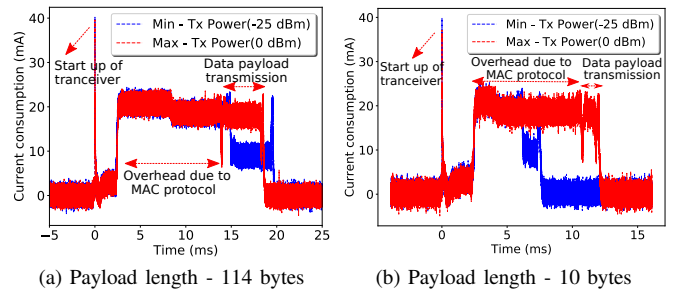 Min - Tx Power(-25 dBm)
Max - Tx Power(0 dBm)
Start up of
tranceiver
Data payload
transmission
Overhead due to
MAC protocol
40
30
20
10
0
Current consumption (mA)
-5 0 5 10 15 20 25
Time (ms)
(a) Payload length - 114 bytes
Min - Tx Power(-25 dBm)
Max - Tx Power(0 dBm)
Overhead due to
MAC protocol
Data payload
transmission
Start up of
tranceiver
40
30
20
10
0
Current consumption (mA)
0 5 10 15
Time (ms)
(b) Payload length - 10 bytes